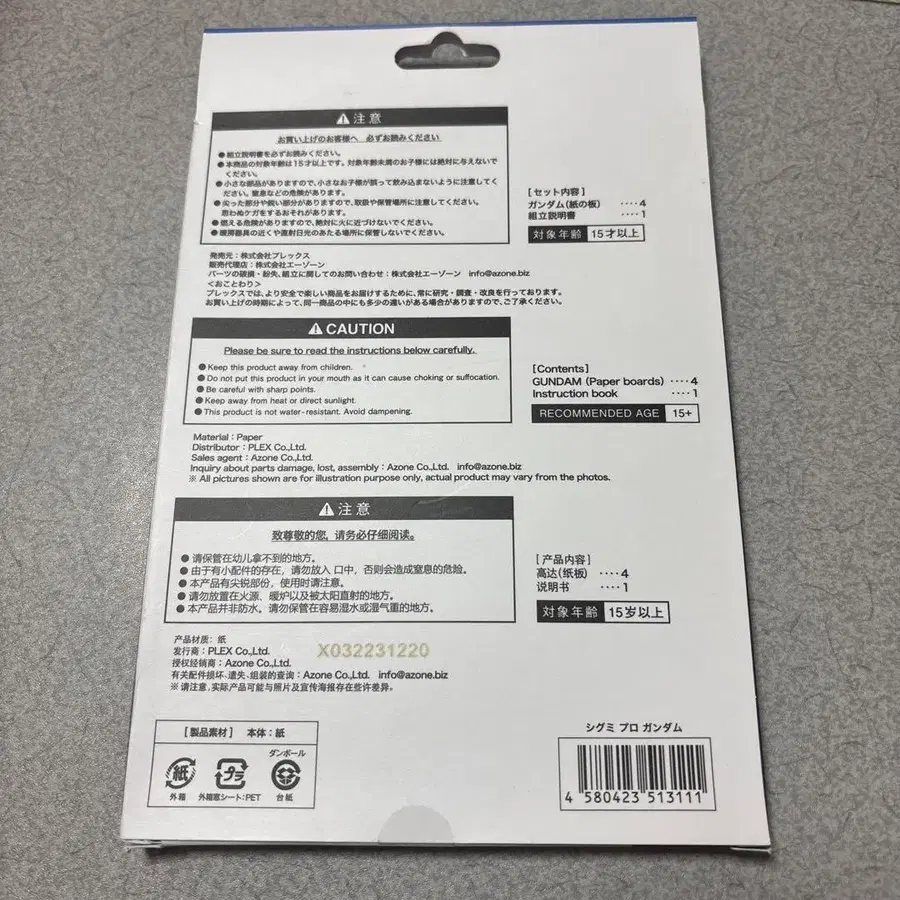 ⚠注意
お買い上げのお客様へ 必ずお読みください
●組立説明書を必ずお読みください。
●本商品の対象年齢は15才以上です。対象年齢未満のお子様には絶対に与えないで
ください。
●小さな部品がありますので、小さなお子様が誤って飲み込まないように注意してく
ださい。窒息などの危険があります。
●尖った部分や鋭い部分がありますので、取扱や保管場所に注意してください。
思わぬケガをするおそれがあります。
●燃える危険がありますので、絶対に火に近づけないでください。
●暖房器具の近くや直射日光のあたる場所に保管しないでください。
[セット内容]
ガンダム(紙の板) ････4
組立説明書 ････1
対象年齢 15才以上
発売元：株式会社プレックス
販売代理店：株式会社エーゾーン
パーツの破損・紛失、組立に関してのお問い合わせ：株式会社エーゾーン info@azone.biz
<おことわり>
プレックスでは、より安全で楽しい商品をお届けするために、常に研究・調査・改良を行っております。
お買い上げの時期によって、同一商品の中にも多少の違いがある場合がありますので、ご了承ください。
⚠CAUTION
Please be sure to read the instructions below carefully.
●Keep this product away from children.
●Do not put this product in your mouth as it can cause choking or suffocation.
●Be careful with sharp points.
●Keep away from heat or direct sunlight.
●This product is not water-resistant. Avoid dampening.
[Contents]
GUNDAM (Paper boards) ････4
Instruction book ････1
RECOMMENDED AGE 15+
Material：Paper
Distributor：PLEX Co.,Ltd.
Sales agent：Azone Co.,Ltd.
Inquiry about parts damage, lost, assembly：Azone Co.,Ltd. info@azone.biz
※ All pictures shown are for illustration purpose only, actual product may vary from the photos.
⚠注意
致尊敬的您，请务必仔细阅读。
●请保管在幼儿拿不到的地方。
●由于有小配件的存在，请勿放入 口中，否则会造成窒息的危险。
●本产品有尖锐部份，使用时请注意。
●请勿放置在火源、暖炉以及被太阳直射的地方。
●本产品并非防水。请勿保管在容易湿水或湿气重的地方。
[产品内容]
高达(纸板) ････4
说明书 ････1
対象年齢 15岁以上
产品材质：纸
发行商：PLEX Co.,Ltd.
授权经销商：Azone Co.,Ltd.
有关配件损坏、遗失、组装的查询：Azone Co.,Ltd. info@azone.biz
※请注意，实际产品可能与照片及宣传海报存在些许差异。
X032231220
[製品素材] 本体：紙
ダンボール
紙 プラ
外箱 外箱窓シート：PET 台紙
シグミ プロ ガンダム
4 580423 513111